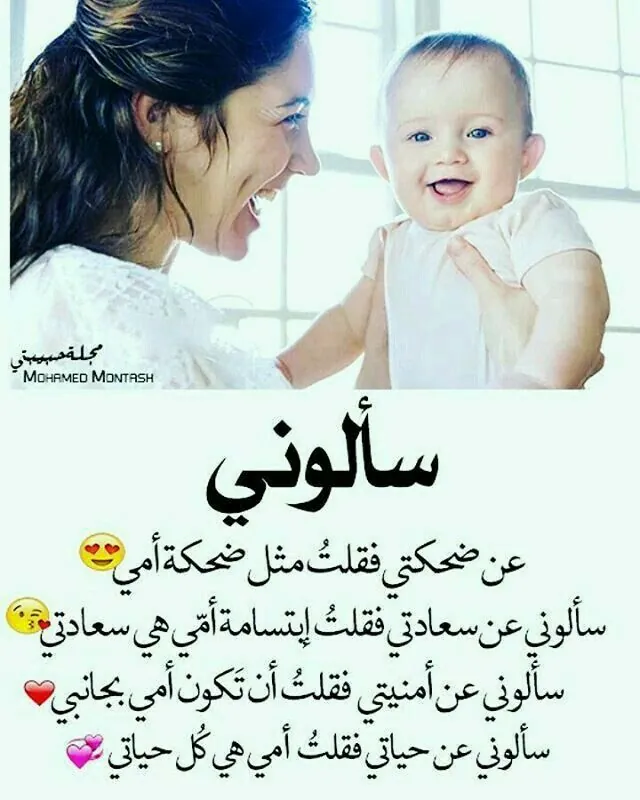 مجلة حبيبتي
MOHAMED MONTASH
سألوني
عن ضحكتي فقلتُ مثل ضحكة أمي 😍
سألوني عن سعادتي فقلتُ إبتسامة أمّي هي سعادتي 😘
سألوني عن أمنيتي فقلتُ أن تَكون أمي بجانبي ❤️
سألوني عن حياتي فقلتُ أمي هي كُل حياتي 💞